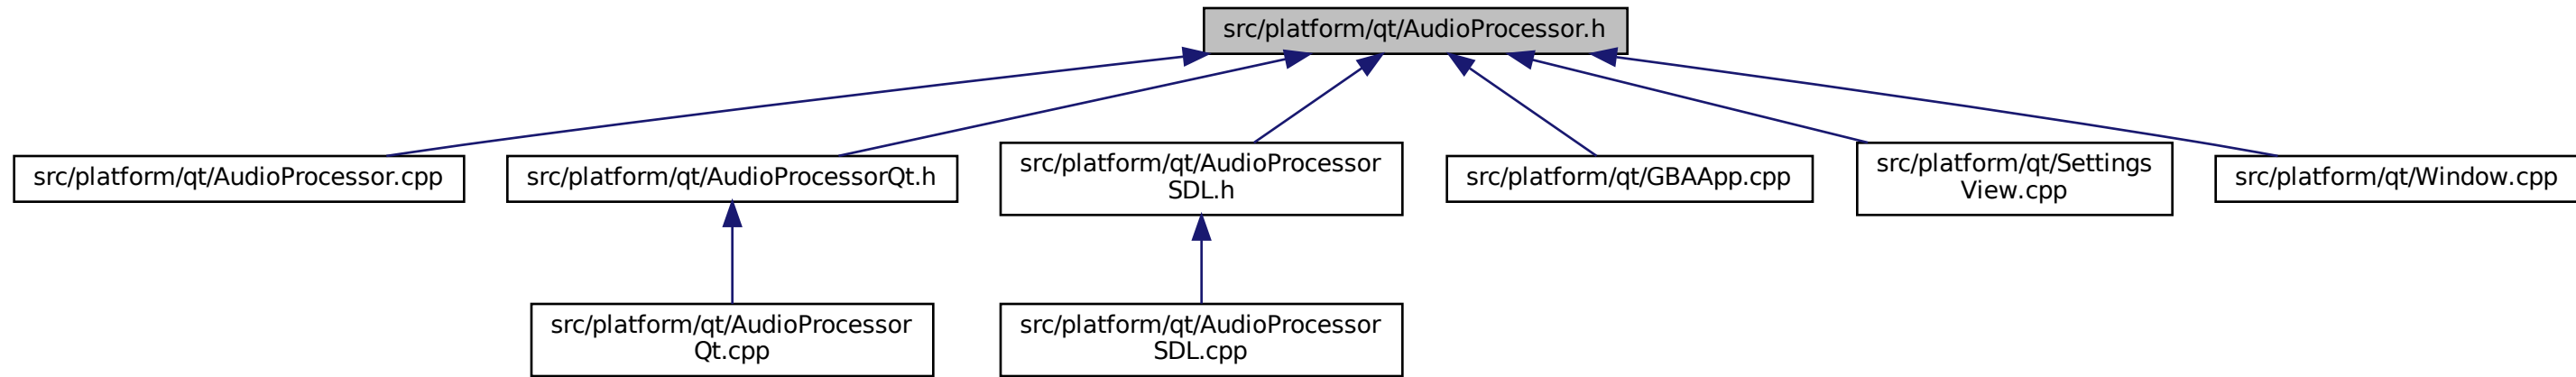 src/platform/qt/AudioProcessor.h
src/platform/qt/AudioProcessor.cpp
src/platform/qt/AudioProcessorQt.h
src/platform/qt/AudioProcessor
SDL.h
src/platform/qt/GBAApp.cpp
src/platform/qt/Settings
View.cpp
src/platform/qt/Window.cpp
src/platform/qt/AudioProcessor
Qt.cpp
src/platform/qt/AudioProcessor
SDL.cpp